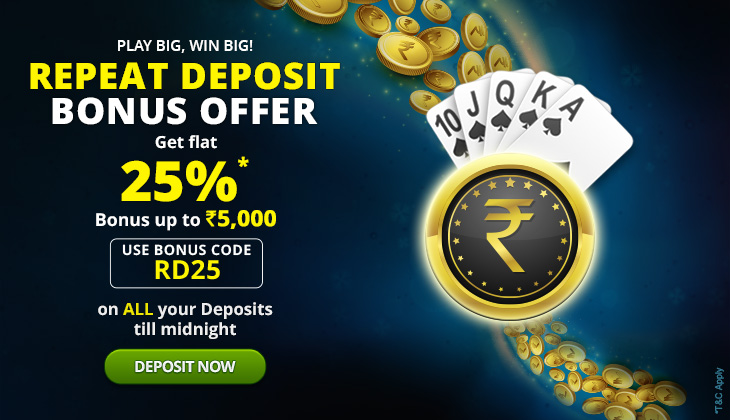 PLAY BIG, WIN BIG!
REPEAT DEPOSIT
BONUS OFFER
Get flat
25%*
Bonus up to ₹5,000
USE BONUS CODE
RD25
on ALL your Deposits
till midnight
DEPOSIT NOW
10 J Q K A
₹
*T&C Apply